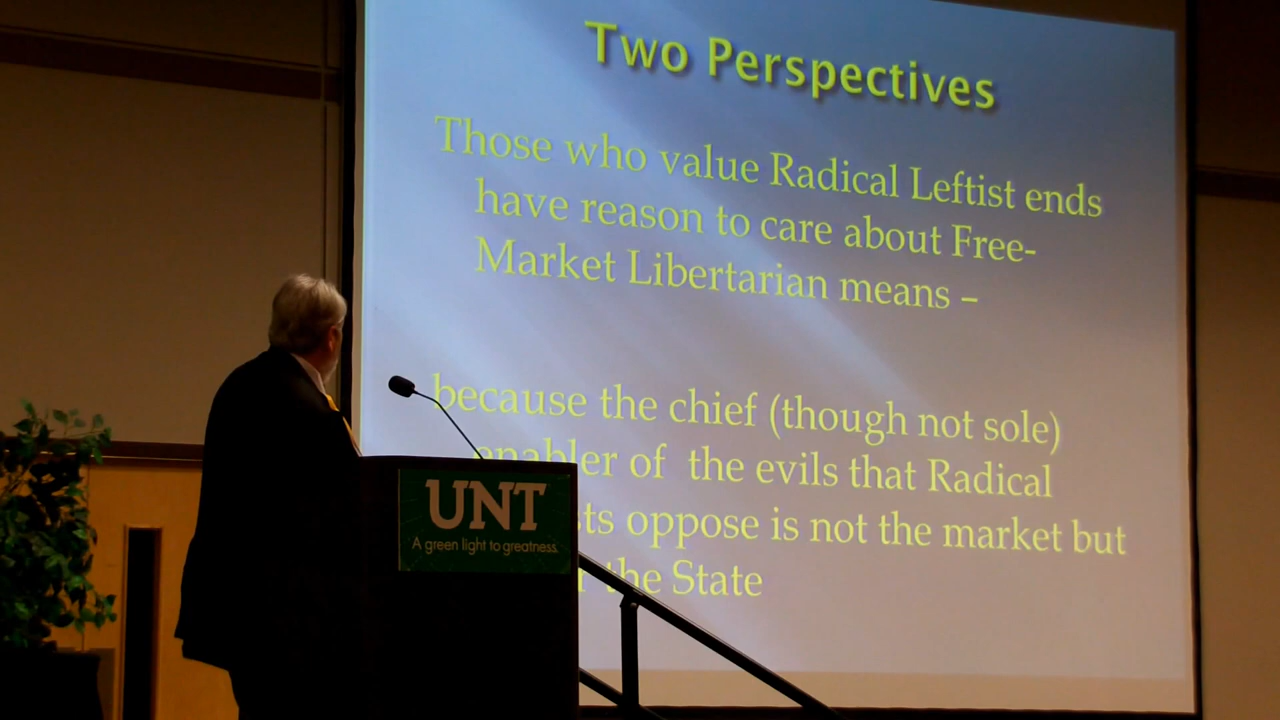 Two Perspectives
Those who value Radical Leftist ends
have reason to care about Free-
Market Libertarian means –
because the chief (though not sole)
enabler of the evils that Radical
oppose is not the market but
the State
UNT
A green light to greatness.